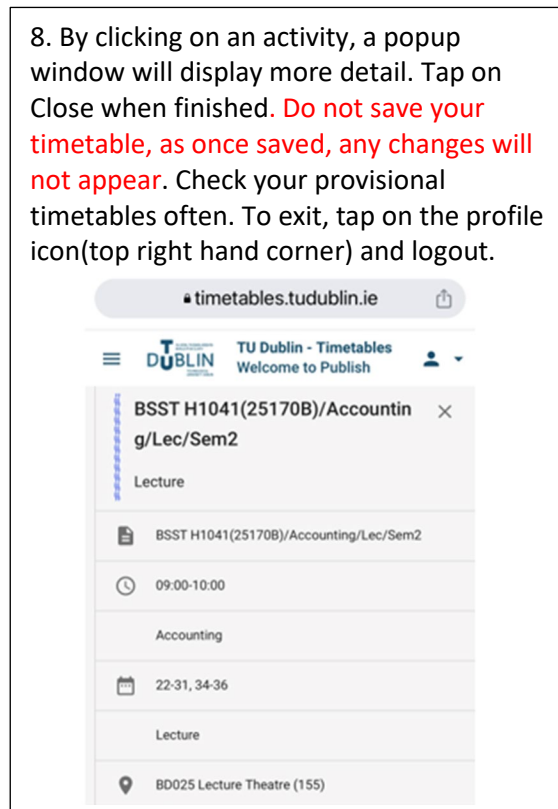 8. By clicking on an activity, a popup
window will display more detail. Tap on
Close when finished. Do not save your
timetable, as once saved, any changes will
not appear. Check your provisional
timetables often. To exit, tap on the profile
icon(top right hand corner) and logout.
timetables.tudublin.ie
TU Dublin - Timetables
DUBLIN
Welcome to Publish
BSST H1041(25170B)/Accountin
g/Lec/Sem2
Lecture
BSST H1041(25170B)/Accounting/Lec/Sem2
09:00-10:00
Accounting
22-31, 34-36
Lecture
BD025 Lecture Theatre (155)